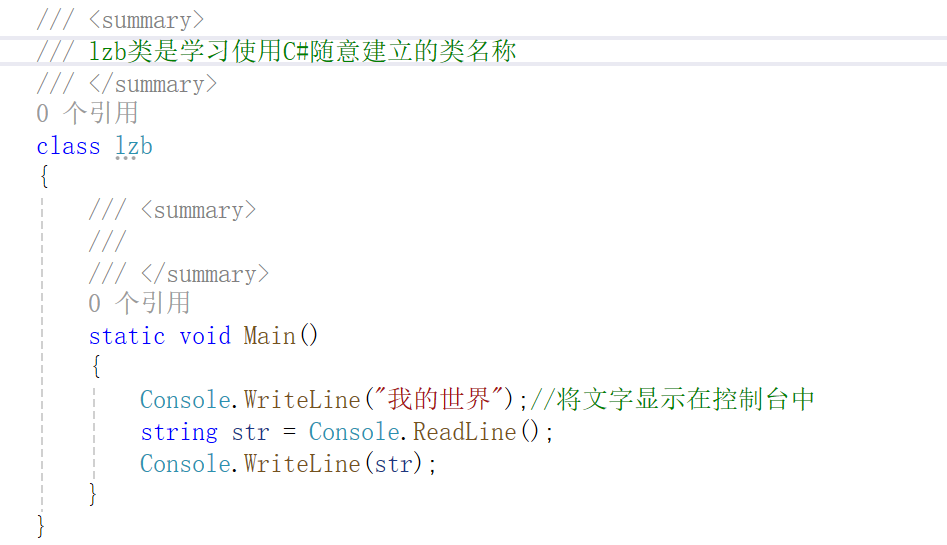 /// <summary>
/// lzb类是学习使用C#随意建立的类名称
/// </summary>
0 个引用
class lzb
{
/// <summary>
///
/// </summary>
0 个引用
static void Main()
{
Console.WriteLine("我的世界");//将文字显示在控制台中
string str = Console.ReadLine();
Console.WriteLine(str);
}
}